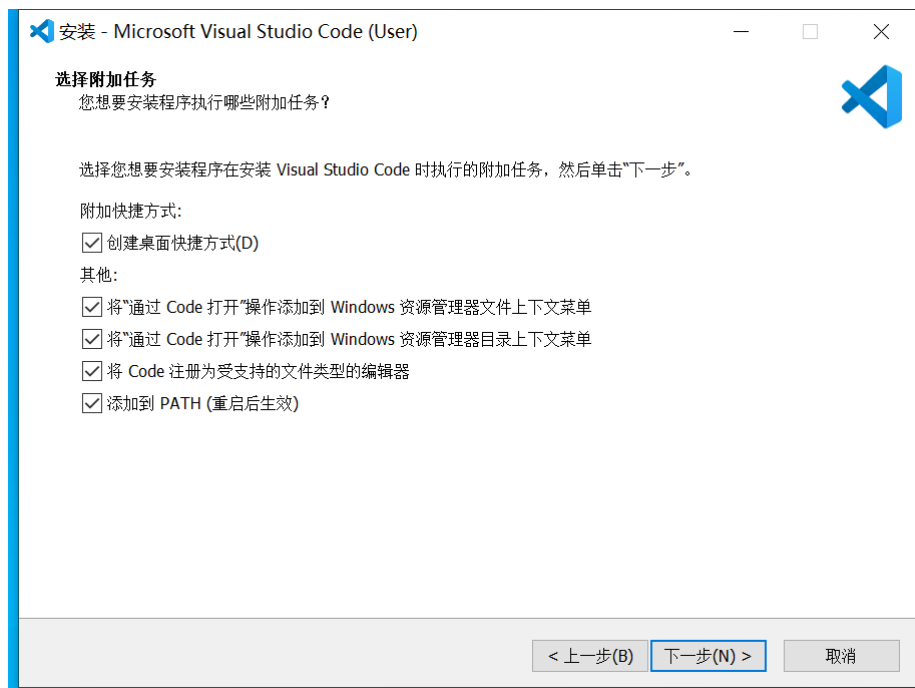 安装 - Microsoft Visual Studio Code (User)
选择附加任务
您想要安装程序执行哪些附加任务？
选择您想要安装程序在安装 Visual Studio Code 时执行的附加任务，然后单击“下一步”。
附加快捷方式:
创建桌面快捷方式(D)
其他:
将“通过 Code 打开”操作添加到 Windows 资源管理器文件上下文菜单
将“通过 Code 打开”操作添加到 Windows 资源管理器目录上下文菜单
将 Code 注册为受支持的文件类型的编辑器
添加到 PATH (重启后生效)
< 上一步(B) 下一步(N) > 取消